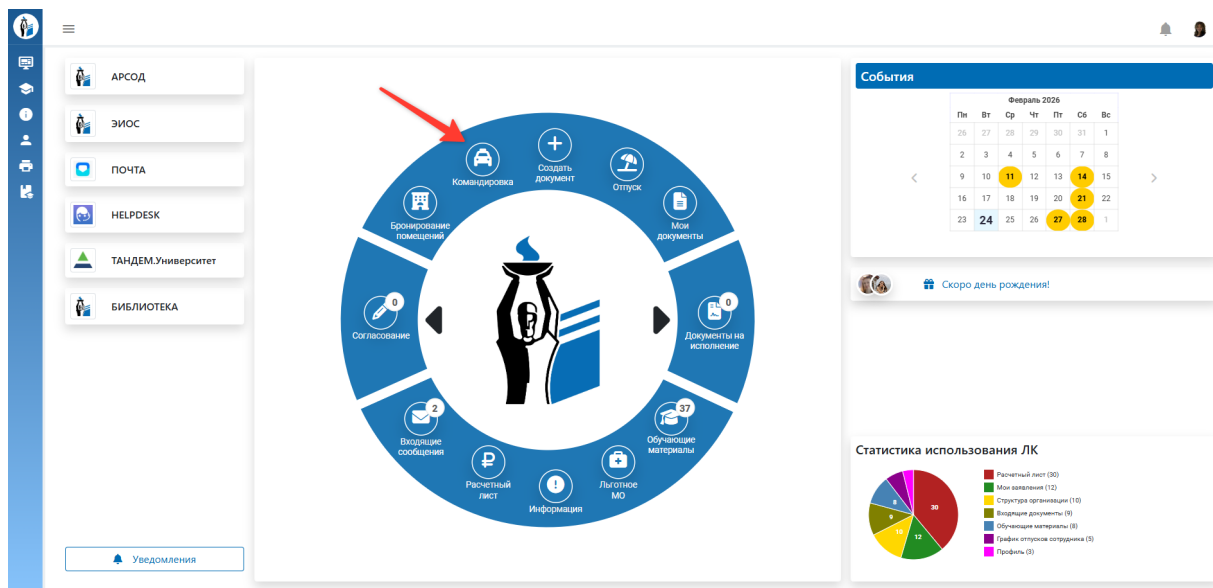 АРСОД
ЭИОС
ПОЧТА
HELPDESK
ТАНДЕМ.Университет
БИБЛИОТЕКА
Уведомления
Создать
документ
Командировка
Отпуск
Бронирование
помещений
Мои
документы
0
Согласование
0
Документы на
исполнение
2
Входящие
сообщения
37
Обучающие
материалы
Расчетный
лист
Льготное
МО
Информация
События
Февраль 2026
Пн Вт Ср Чт Пт Сб Вс
26 27 28 29 30 31 1
2 3 4 5 6 7 8
9 10 11 12 13 14 15
16 17 18 19 20 21 22
23 24 25 26 27 28 1
Скоро день рождения!
Статистика использования ЛК
30
12
10
9
8
Расчетный лист (30)
Мои заявления (12)
Структура организации (10)
Входящие документы (9)
Обучающие материалы (8)
График отпусков сотрудника (5)
Профиль (3)